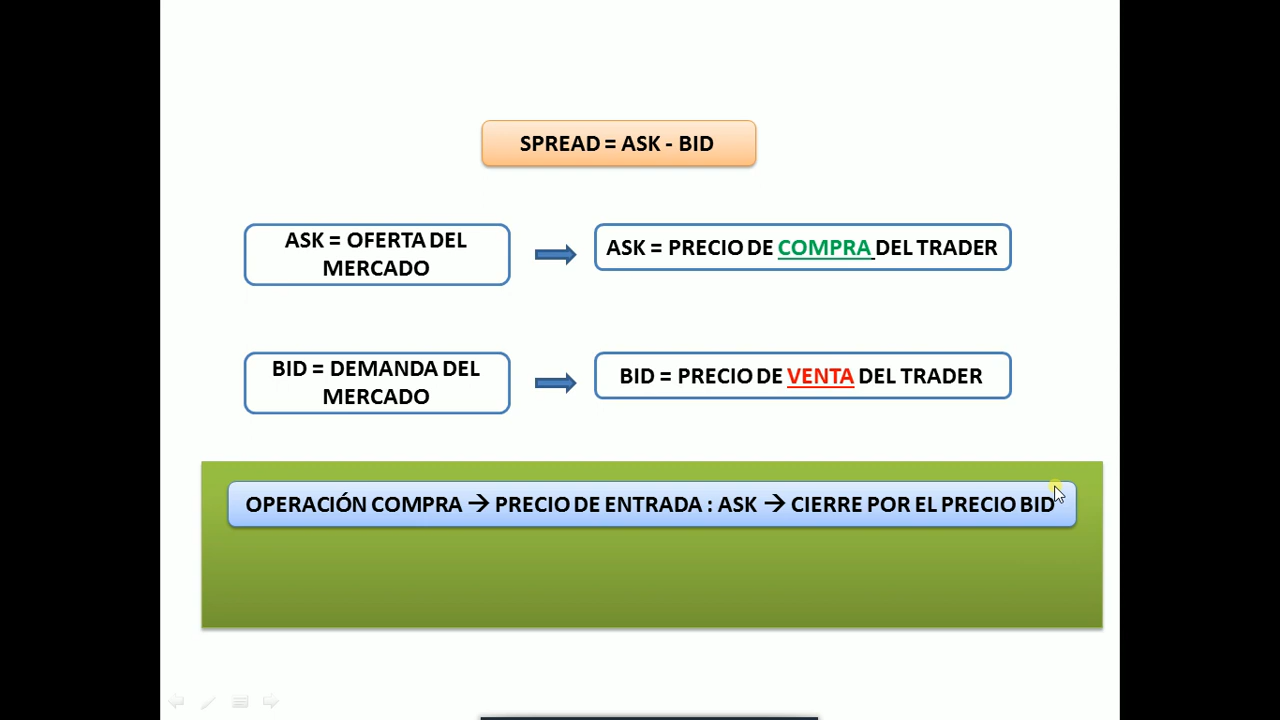 SPREAD = ASK - BID
ASK = OFERTA DEL
MERCADO
ASK = PRECIO DE COMPRA DEL TRADER
BID = DEMANDA DEL
MERCADO
BID = PRECIO DE VENTA DEL TRADER
OPERACIÓN COMPRA → PRECIO DE ENTRADA : ASK → CIERRE POR EL PRECIO BID